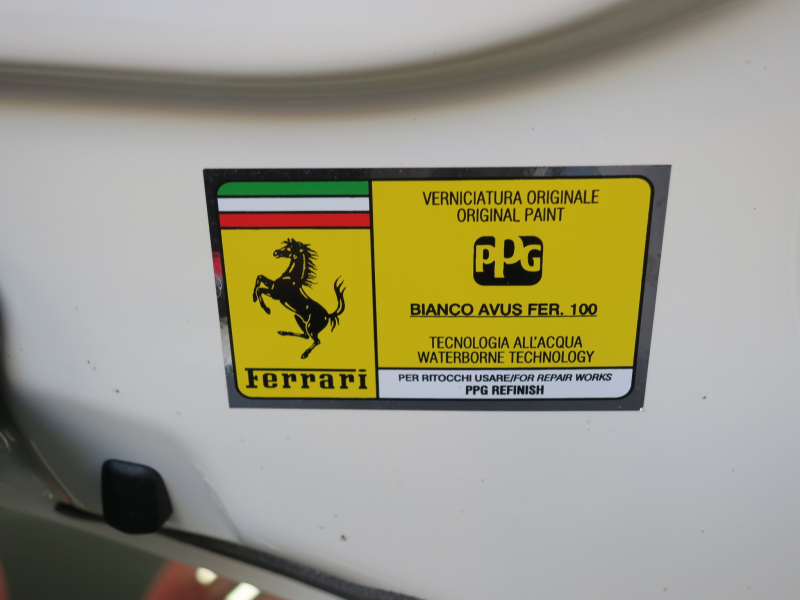 Ferrari
VERNICIATURA ORIGINALE
ORIGINAL PAINT
PPG
BIANCO AVUS FER. 100
TECNOLOGIA ALL'ACQUA
WATERBORNE TECHNOLOGY
PER RITOCCHI USARE/FOR REPAIR WORKS
PPG REFINISH